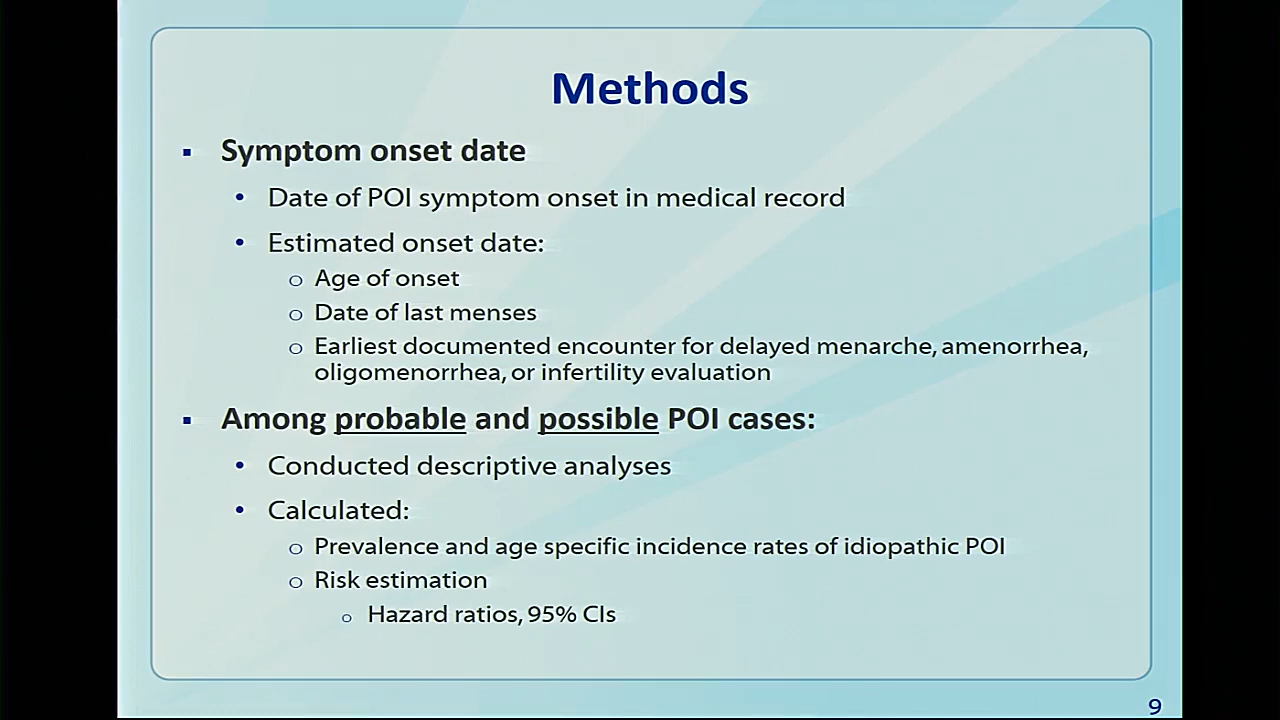 Methods
▪ Symptom onset date
• Date of POI symptom onset in medical record
• Estimated onset date:
o Age of onset
o Date of last menses
o Earliest documented encounter for delayed menarche, amenorrhea,
oligomenorrhea, or infertility evaluation
▪ Among probable and possible POI cases:
• Conducted descriptive analyses
• Calculated:
o Prevalence and age specific incidence rates of idiopathic POI
o Risk estimation
o Hazard ratios, 95% CIs
9